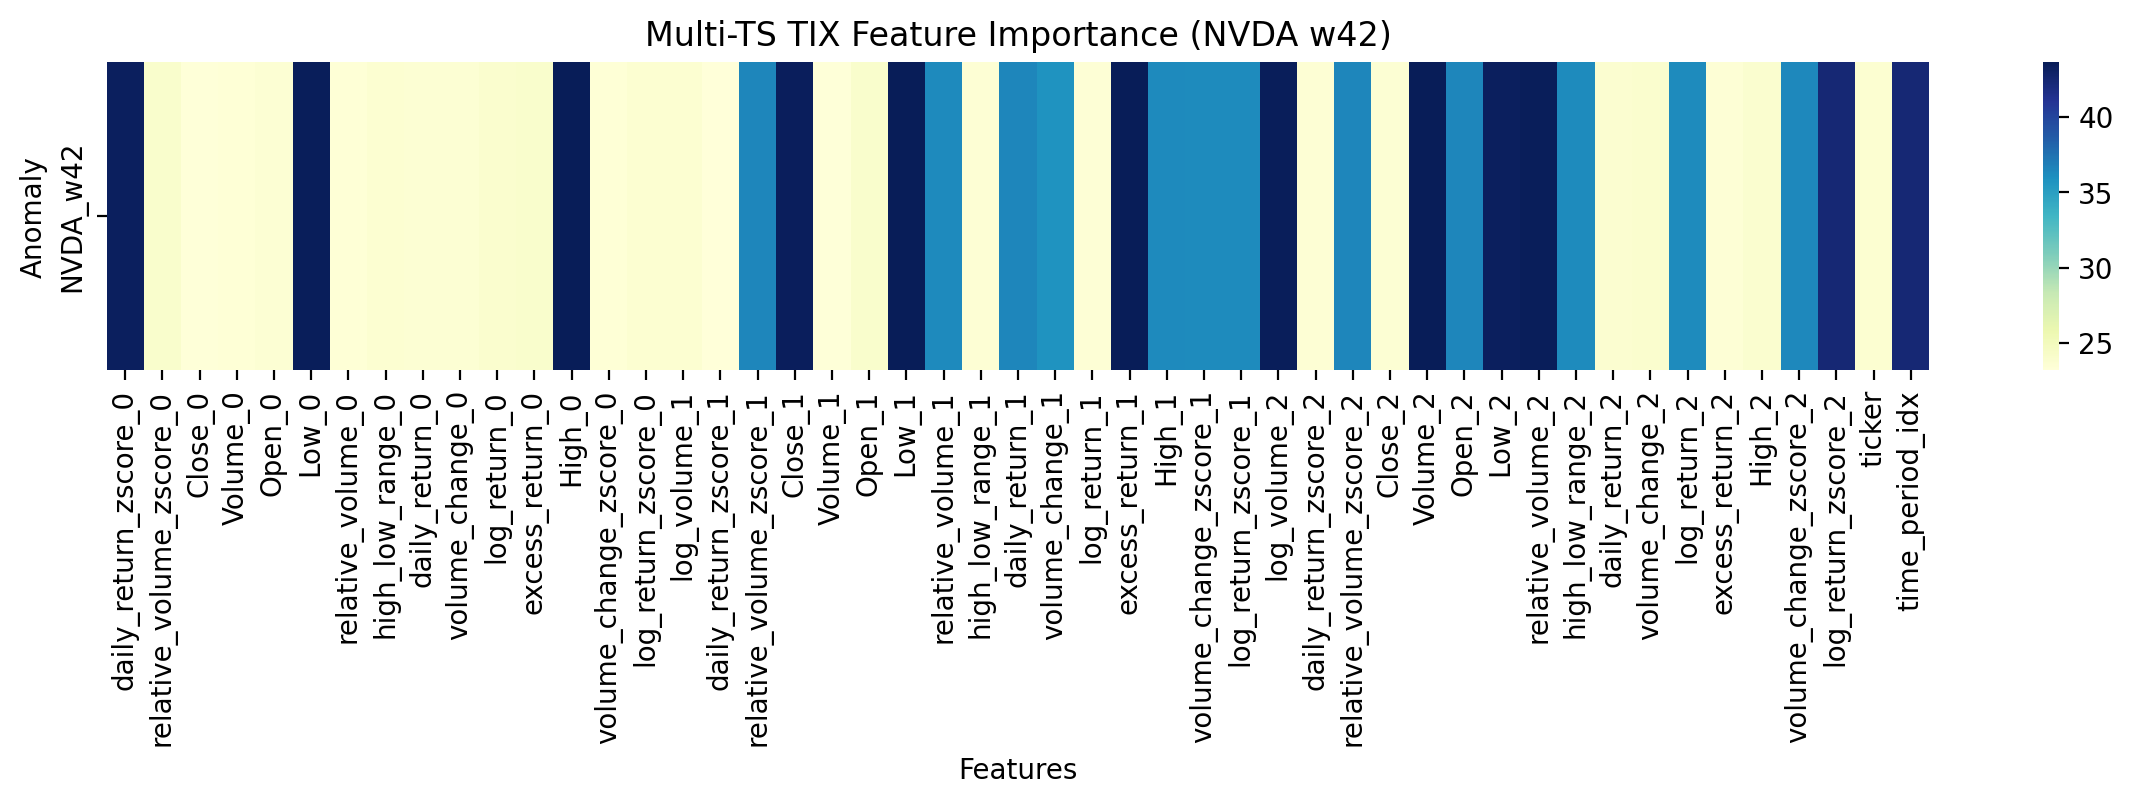 Multi-TS TIX Feature Importance (NVDA w42)
Anomaly
NVDA_w42
40
35
30
25
daily_return_zscore_0
relative_volume_zscore_0
Close_0
Volume_0
Open_0
Low_0
relative_volume_0
high_low_range_0
daily_return_0
volume_change_0
log_return_0
excess_return_0
High_0
volume_change_zscore_0
log_return_zscore_0
log_volume_1
daily_return_zscore_1
relative_volume_zscore_1
Close_1
Volume_1
Open_1
Low_1
relative_volume_1
high_low_range_1
daily_return_1
volume_change_1
log_return_1
excess_return_1
High_1
volume_change_zscore_1
log_return_zscore_1
log_volume_2
daily_return_zscore_2
relative_volume_zscore_2
Close_2
Volume_2
Open_2
Low_2
relative_volume_2
high_low_range_2
daily_return_2
volume_change_2
log_return_2
excess_return_2
High_2
volume_change_zscore_2
log_return_zscore_2
ticker
time_period_idx
Features